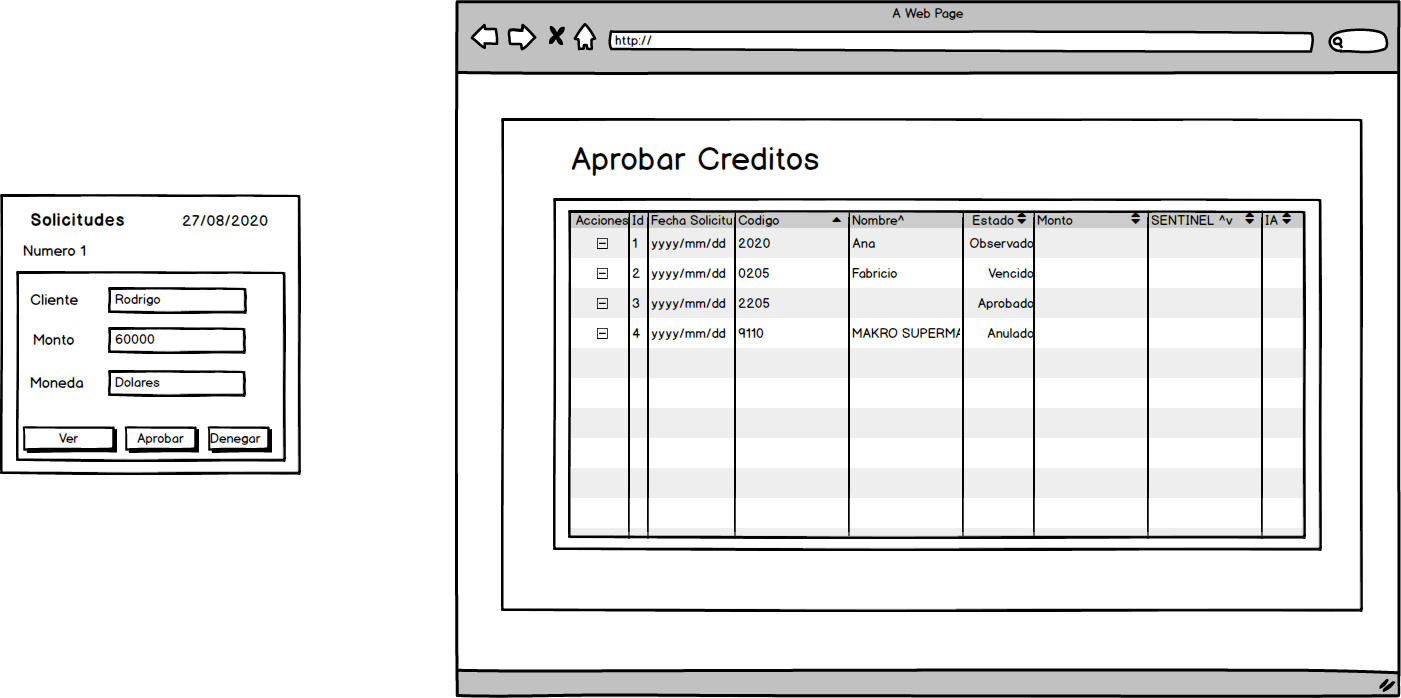 Solicitudes 27/08/2020
Numero 1
Cliente Rodrigo
Monto 60000
Moneda Dolares
Ver Aprobar Denegar
A Web Page
http://
Aprobar Creditos
Acciones Id Fecha Solicitu Codigo Nombre^ Estado Monto SENTINEL ^v IA
1 yyyy/mm/dd 2020 Ana Observado
2 yyyy/mm/dd 0205 Fabricio Vencido
3 yyyy/mm/dd 2205 Aprobado
4 yyyy/mm/dd 9110 MAKRO SUPERMA Anulado